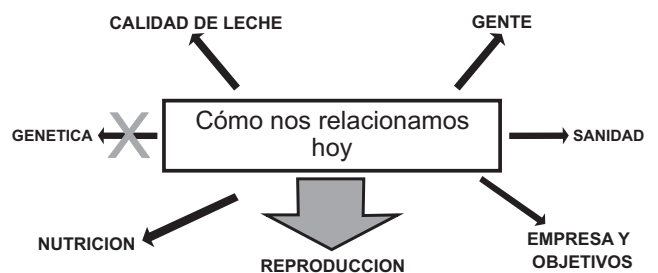 CALIDAD DE LECHE
GENTE
Cómo nos relacionamos
hoy
GENETICA
SANIDAD
NUTRICION
EMPRESA Y
OBJETIVOS
REPRODUCCION